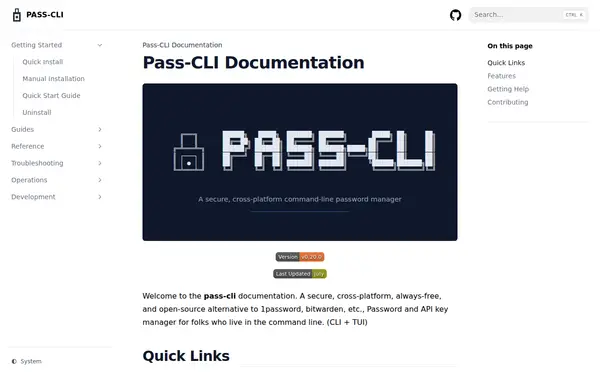 PASS-CLI
Search...
CTRL K
Getting Started
Quick Install
Manual Installation
Quick Start Guide
Uninstall
Guides
Reference
Troubleshooting
Operations
Development
System
Pass-CLI Documentation
Pass-CLI Documentation
PASS-CLI
A secure, cross-platform command-line password manager
Version v0.20.0
Last Updated july
Welcome to the pass-cli documentation. A secure, cross-platform, always-free,
and open-source alternative to 1password, bitwarden, etc., Password and API key
manager for folks who live in the command line. (CLI + TUI)
Quick Links
On this page
Quick Links
Features
Getting Help
Contributing